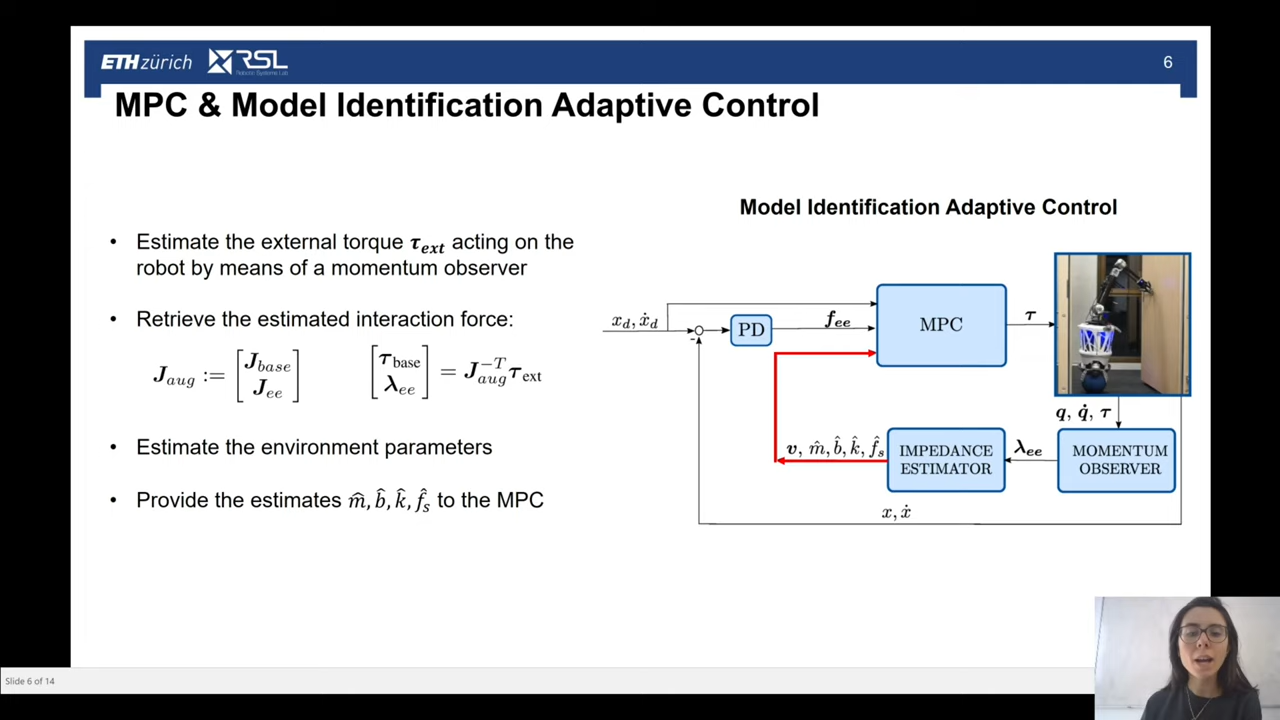 ETH zürich RSL
Robotic Systems Lab
6
MPC & Model Identification Adaptive Control
• Estimate the external torque τ_ext acting on the
robot by means of a momentum observer
• Retrieve the estimated interaction force:
J_aug := [J_base J_ee] [τ_base λ_ee] = J_aug^{-T} τ_ext
• Estimate the environment parameters
• Provide the estimates m̂, b̂, k̂, f̂_s to the MPC
Model Identification Adaptive Control
x_d, ẋ_d
-
PD
f_ee
MPC
τ
q, q̇, τ
v, m̂, b̂, k̂, f̂_s
IMPEDANCE
ESTIMATOR
λ_ee
MOMENTUM
OBSERVER
x, ẋ
Slide 6 of 14